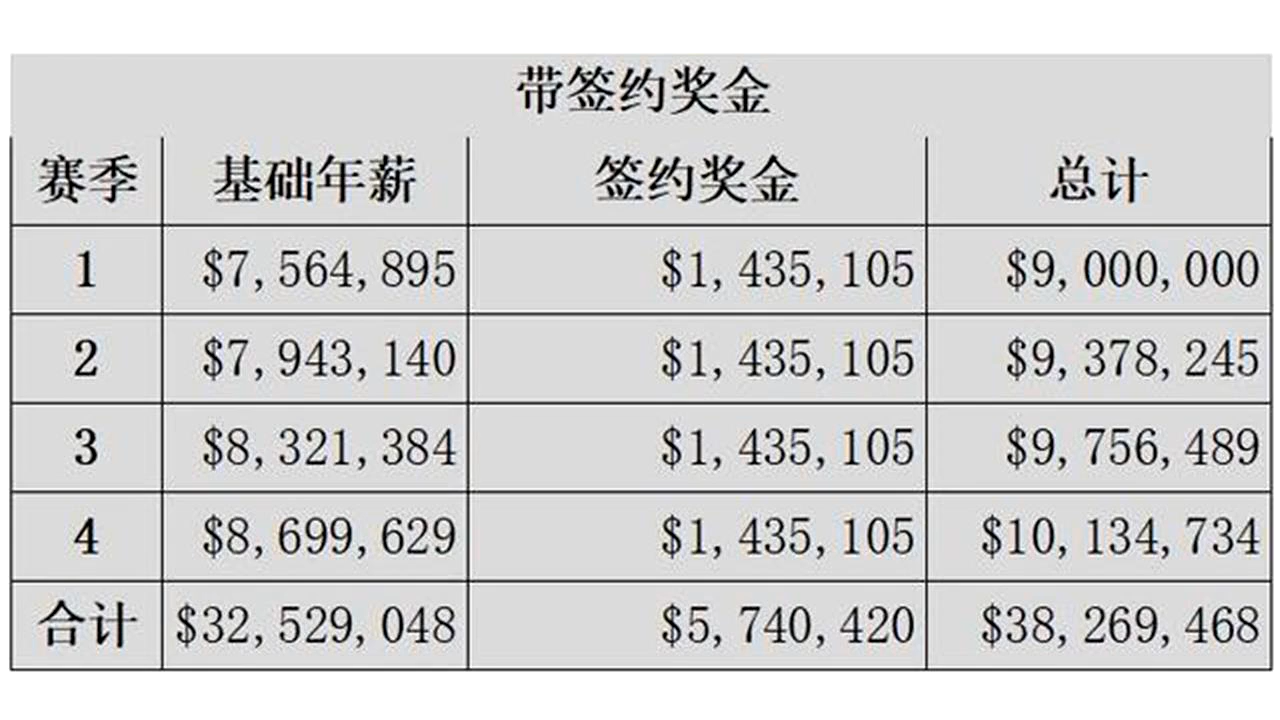 带签约奖金
赛季 基础年薪 签约奖金 总计
1 $7,564,895 $1,435,105 $9,000,000
2 $7,943,140 $1,435,105 $9,378,245
3 $8,321,384 $1,435,105 $9,756,489
4 $8,699,629 $1,435,105 $10,134,734
合计 $32,529,048 $5,740,420 $38,269,468